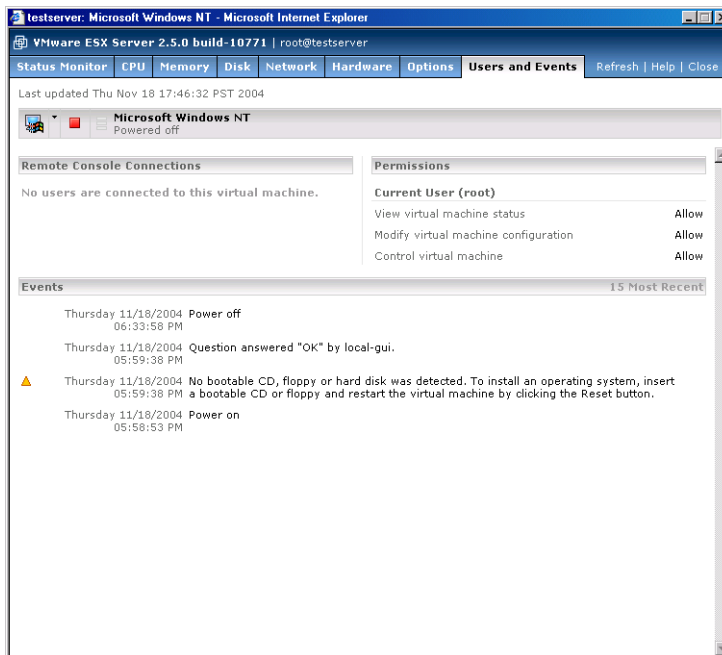 testserver: Microsoft Windows NT - Microsoft Internet Explorer
VMware ESX Server 2.5.0 build-10771 | root@testserver
Status Monitor CPU Memory Disk Network Hardware Options Users and Events Refresh | Help | Close
Last updated Thu Nov 18 17:46:32 PST 2004
Microsoft Windows NT
Powered off
Remote Console Connections
No users are connected to this virtual machine.
Permissions
Current User (root)
View virtual machine status Allow
Modify virtual machine configuration Allow
Control virtual machine Allow
Events 15 Most Recent
Thursday 11/18/2004 Power off
06:33:58 PM
Thursday 11/18/2004 Question answered "OK" by local-gui.
05:59:38 PM
Thursday 11/18/2004 No bootable CD, floppy or hard disk was detected. To install an operating system, insert
05:59:38 PM a bootable CD or floppy and restart the virtual machine by clicking the Reset button.
Thursday 11/18/2004 Power on
05:58:53 PM